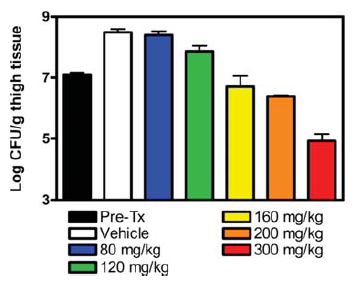 Log CFU/g thigh tissue
9
7
5
3
Pre-Tx
Vehicle
80 mg/kg
120 mg/kg
160 mg/kg
200 mg/kg
300 mg/kg